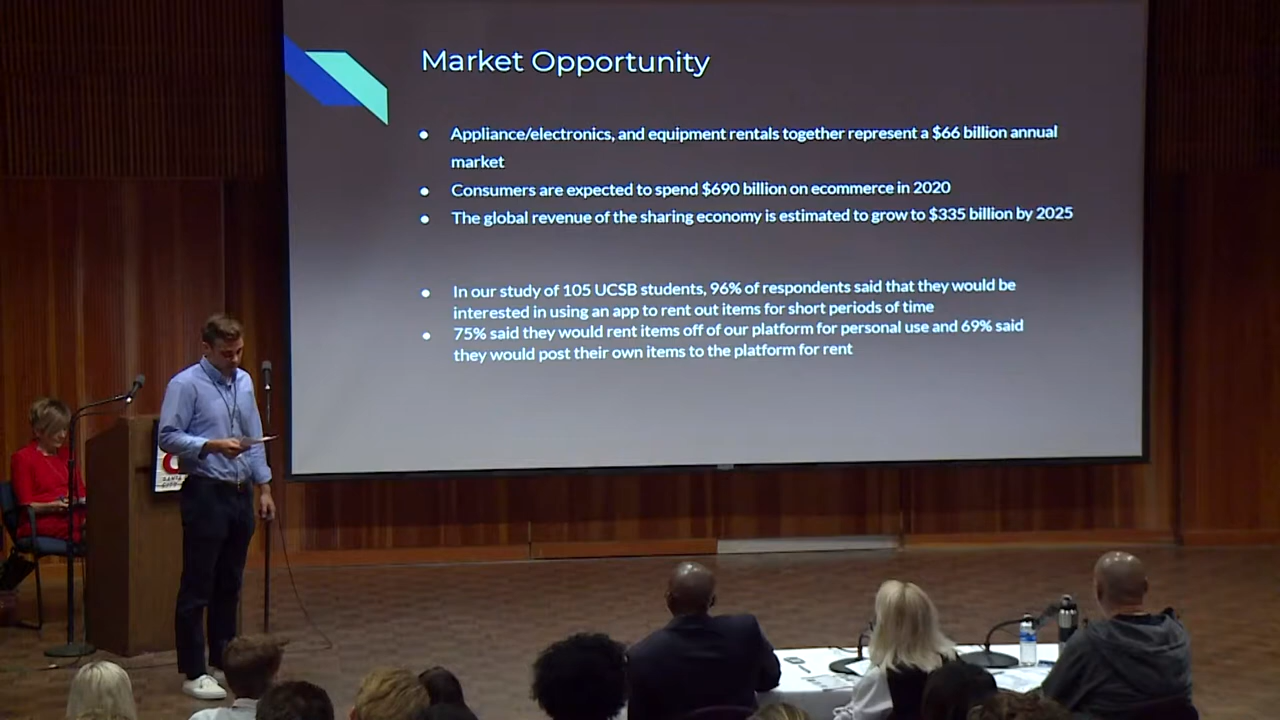 Market Opportunity
● Appliance/electronics, and equipment rentals together represent a $66 billion annual
market
● Consumers are expected to spend $690 billion on ecommerce in 2020
● The global revenue of the sharing economy is estimated to grow to $335 billion by 2025
● In our study of 105 UCSB students, 96% of respondents said that they would be
interested in using an app to rent out items for short periods of time
● 75% said they would rent items off of our platform for personal use and 69% said
they would post their own items to the platform for rent